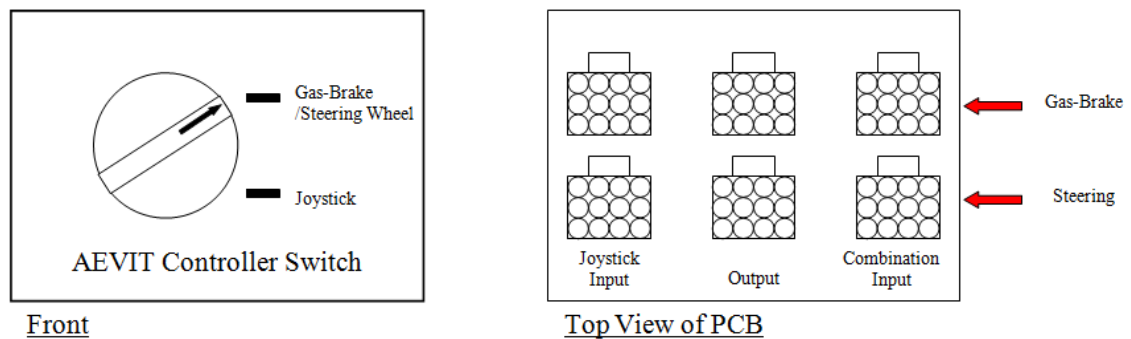 Gas-Brake
/Steering Wheel
Joystick
AEVIT Controller Switch
Front
Gas-Brake
Steering
Joystick
Input
Output
Combination
Input
Top View of PCB